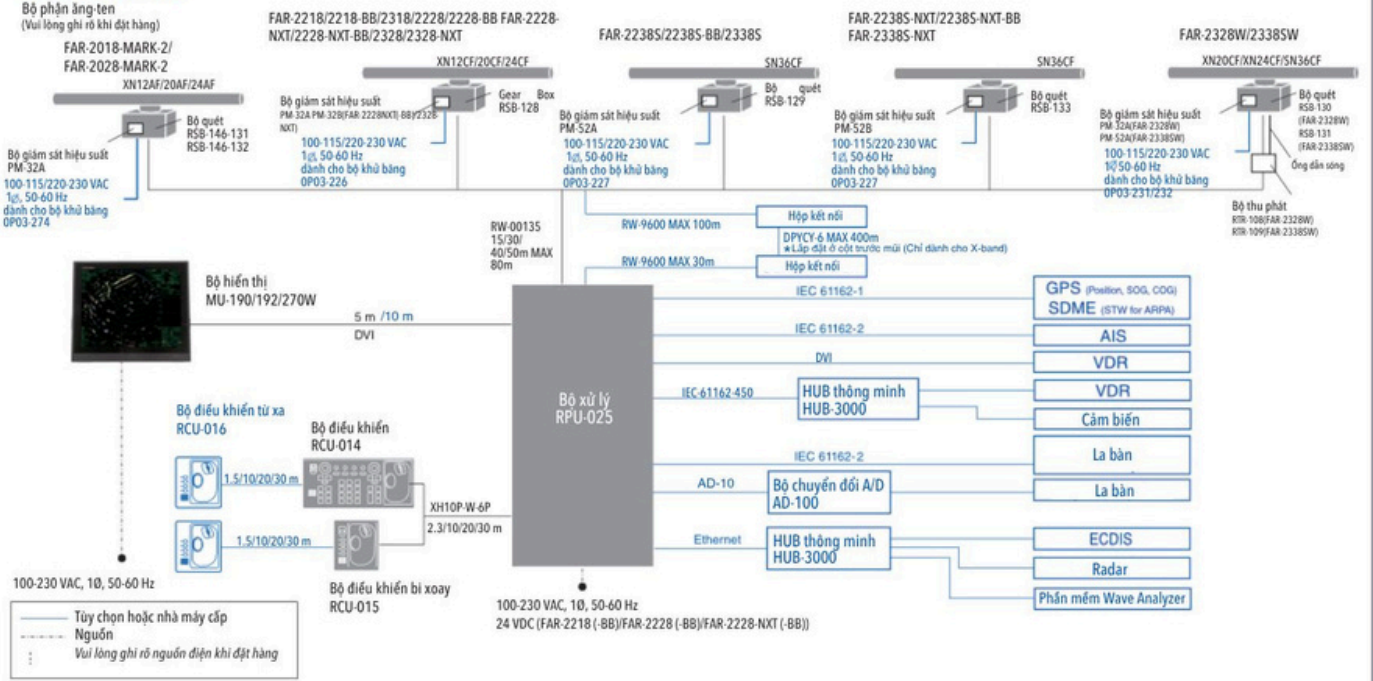 Bộ phận ăng-ten
(Vui lòng ghi rõ khi đặt hàng)
FAR-2018-MARK-2/
FAR-2028-MARK-2
XN12AF/20AF/24AF
Bộ quét
RSB-146-131
RSB-146-132
Bộ giám sát hiệu suất
PM-32A
100-115/220-230 VAC
1ø, 50-60 Hz
dành cho bộ khử băng
0P03-274
FAR-2218/2218-BB/2318/2228/2228-BB FAR-2228-
NXT/2228-NXT-BB/2328/2328-NXT
XN12CF/20CF/24CF
Gear Box
RSB-128
Bộ giám sát hiệu suất
PM-32A PM-32B(FAR-2228NXT(-BB)/2328-
NXT)
100-115/220-230 VAC
1ø, 50-60 Hz
dành cho bộ khử băng
0P03-226
FAR-2238S/2238S-BB/2338S
SN36CF
Bộ quét
RSB-129
Bộ giám sát hiệu suất
PM-52A
100-115/220-230 VAC
1ø, 50-60 Hz
dành cho bộ khử băng
0P03-227
FAR-2238S-NXT/2238S-NXT-BB
FAR-2338S-NXT
SN36CF
Bộ quét
RSB-133
Bộ giám sát hiệu suất
PM-52B
100-115/220-230 VAC
1ø, 50-60 Hz
dành cho bộ khử băng
0P03-227
FAR-2328W/2338SW
XN20CF/XN24CF/SN36CF
Bộ quét
RSB-130
(FAR-2328W)
RSB-131
(FAR-2338SW)
Ống dẫn sóng
Bộ giám sát hiệu suất
PM-32A(FAR-2328W)
PM-52A(FAR-2338SW)
100-115/220-230 VAC
1ø 50-60 Hz
dành cho bộ khử băng
0P03-231/232
Bộ thu phát
RTR-108(FAR-2328W)
RTR-109(FAR-2338SW)
RW-00135
15/30/
40/50m MAX
80m
RW-9600 MAX 100m
Hộp kết nối
DPYCY-6 MAX 400m
★Lắp đặt ở cột trước mũi (Chỉ dành cho X-band)
RW-9600 MAX 30m
Hộp kết nối
Bộ hiển thị
MU-190/192/270W
5 m /10 m
DVI
Bộ xử lý
RPU-025
IEC 61162-1
GPS (Position, SOG, COG)
SDME (STW for ARPA)
IEC 61162-2
AIS
DVI
VDR
IEC-61162-450
HUB thông minh
HUB-3000
VDR
Cảm biến
IEC 61162-2
La bàn
AD-10
Bộ chuyển đổi A/D
AD-100
La bàn
Ethernet
HUB thông minh
HUB-3000
ECDIS
Radar
Phần mềm Wave Analyzer
Bộ điều khiển từ xa
RCU-016
Bộ điều khiển
RCU-014
1.5/10/20/30 m
XH10P-W-6P
2.3/10/20/30 m
1.5/10/20/30 m
Bộ điều khiển bi xoay
RCU-015
100-230 VAC, 1Ø, 50-60 Hz
100-230 VAC, 1Ø, 50-60 Hz
24 VDC (FAR-2218 (-BB)/FAR-2228 (-BB)/FAR-2228-NXT (-BB))
Tùy chọn hoặc nhà máy cấp
Nguồn
Vui lòng ghi rõ nguồn điện khi đặt hàng